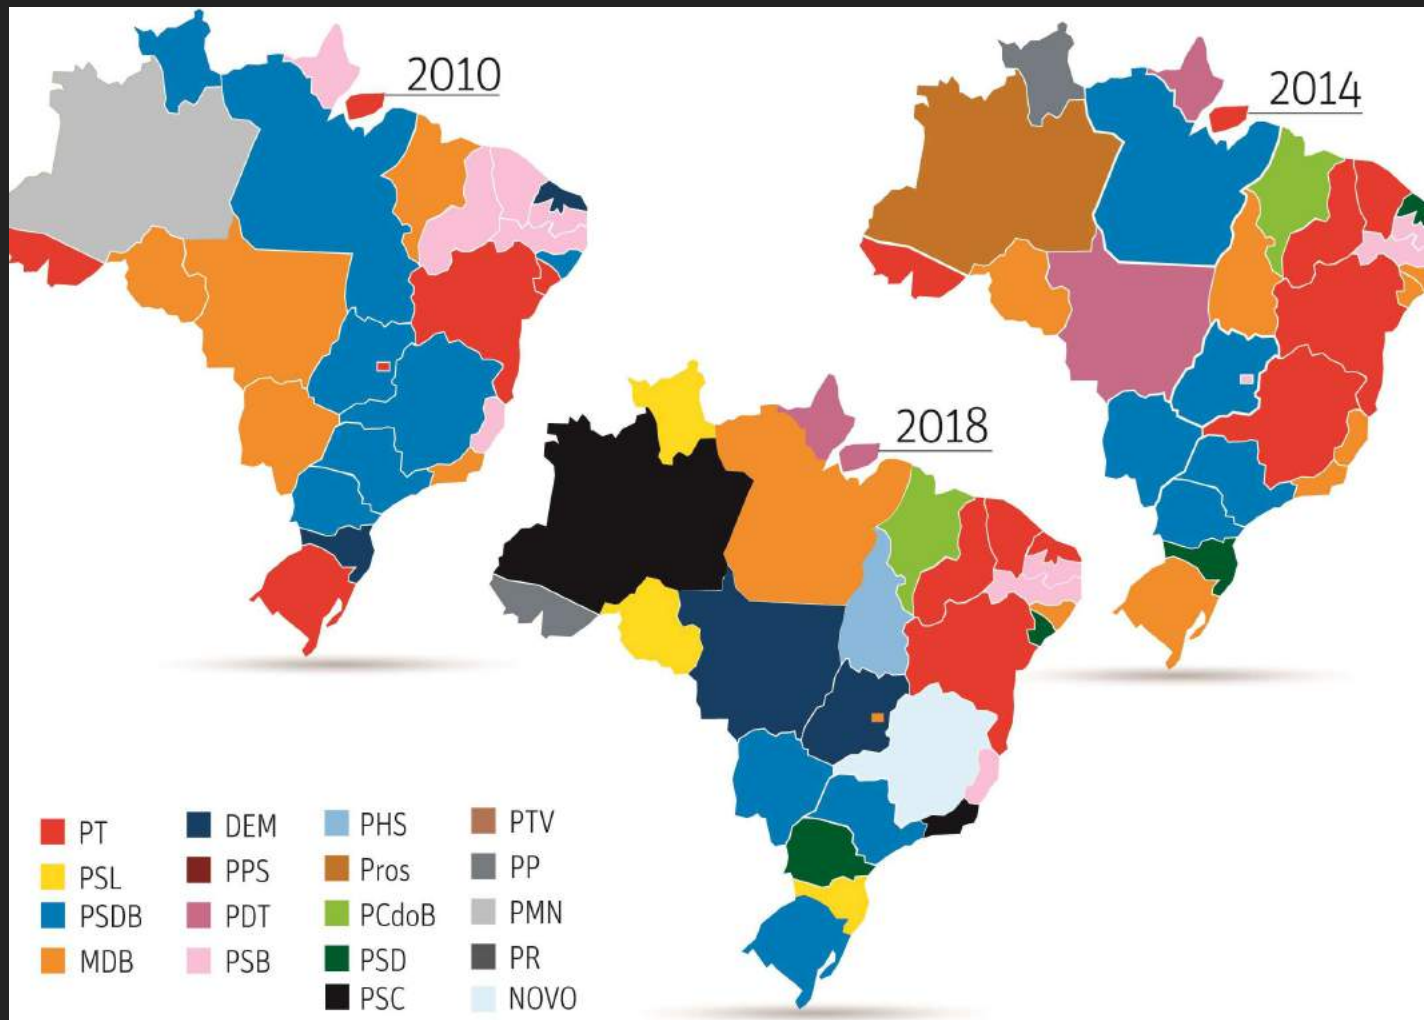 2010
2014
2018
PT
PSL
PSDB
MDB
DEM
PPS
PDT
PSB
PHS
Pros
PCdoB
PSD
PSC
PTV
PP
PMN
PR
NOVO